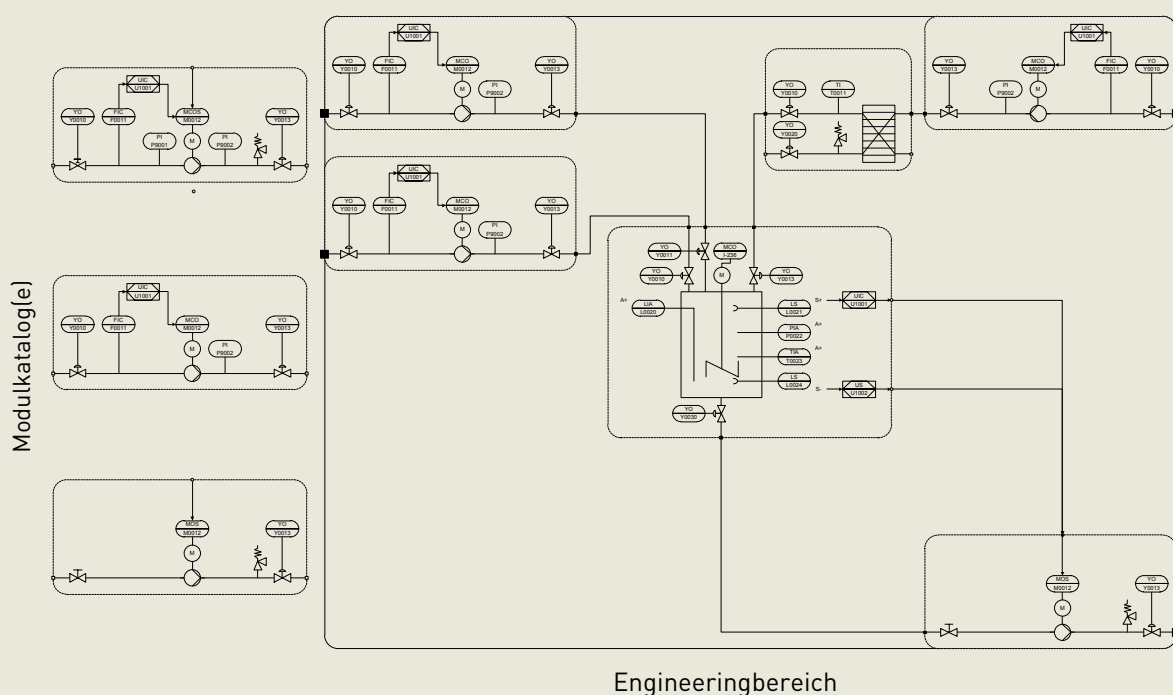 Modulkatalog(e)
UIC
U1001
YO
Y0010
FIC
F0011
MCOS
M0012
YO
Y0013
PI
P9001
M
PI
P9002
UIC
U1001
YO
Y0010
FIC
F0011
MCO
M0012
YO
Y0013
M
PI
P9002
MOS
M0012
YO
Y0013
M
UIC
U1001
YO
Y0010
FIC
F0011
MCO
M0012
YO
Y0013
M
PI
P9002
UIC
U1001
YO
Y0010
FIC
F0011
MCO
M0012
YO
Y0013
M
PI
P9002
YO
Y0010
TI
T0011
YO
Y0020
UIC
U1001
YO
Y0013
MCO
M0012
FIC
F0011
YO
Y0010
PI
P9002
M
YO
Y0011
MCO
I-236
YO
Y0010
M
YO
Y0013
A+
LIA
L0020
LS
L0021
S+
UIC
U1001
PIA
P0022
A+
TIA
T0023
A+
LS
L0024
S-
US
U1002
YO
Y0030
MOS
M0012
YO
Y0013
M
Engineeringbereich